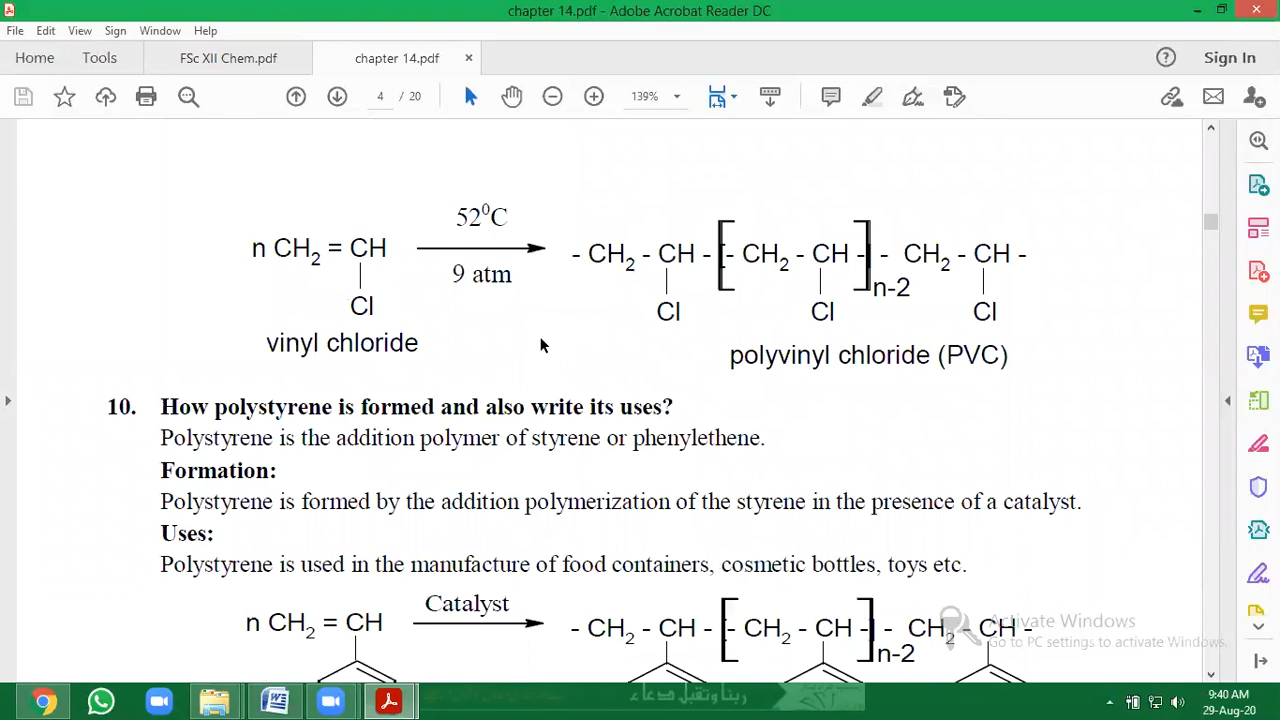 chapter 14.pdf - Adobe Acrobat Reader DC
File Edit View Sign Window Help
Home Tools FSc XII Chem.pdf chapter 14.pdf × Sign In
4 / 20 139%
52⁰C
n CH₂ = CH - CH₂ - CH - [- CH₂ - CH -]- CH₂ - CH -
9 atm n-2
Cl Cl Cl Cl
vinyl chloride polyvinyl chloride (PVC)
10. How polystyrene is formed and also write its uses?
Polystyrene is the addition polymer of styrene or phenylethene.
Formation:
Polystyrene is formed by the addition polymerization of the styrene in the presence of a catalyst.
Uses:
Polystyrene is used in the manufacture of food containers, cosmetic bottles, toys etc.
Catalyst
n CH₂ = CH - CH₂ - CH - [- CH₂ - CH -]- CH₂ - CH -
n-2
Activate Windows
Go to PC settings to activate Windows.
ربنا وتقبل دعاء
9:40 AM
29-Aug-20